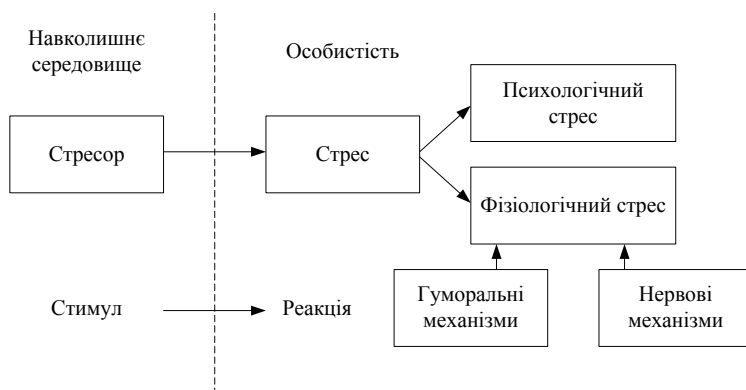 Навколишнє
середовище
Особистість
Психологічний
стрес
Стресор
Стрес
Фізіологічний стрес
Гуморальні
механізми
Нервові
механізми
Стимул
Реакція